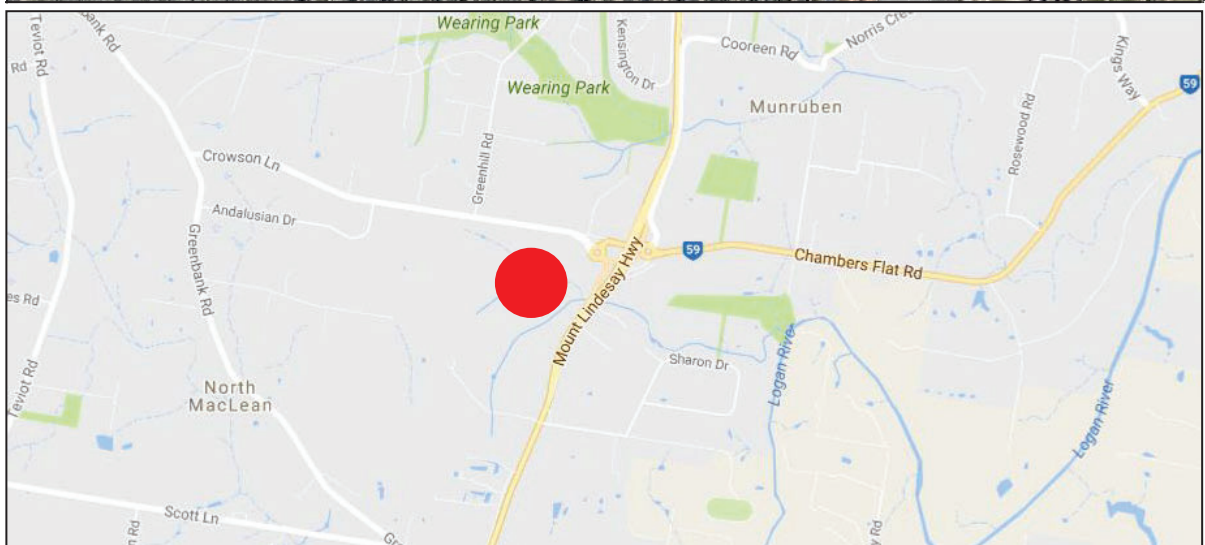 Wearing Park
Teviot Rd
bank Rd
Kensington Dr
Cooreen Rd
Norris Cre
Kings Way
Rd
59
Wearing Park
Munruben
Rosewood Rd
Crowson Ln
Greenhill Rd
Andalusian Dr
Greenbank Rd
59
Chambers Flat Rd
Mount Lindesay Hwy
es Rd
Sharon Dr
Logan River
Teviot Rd
North
MacLean
Logan River
Scott Ln
n Rd
Gre
y Rd